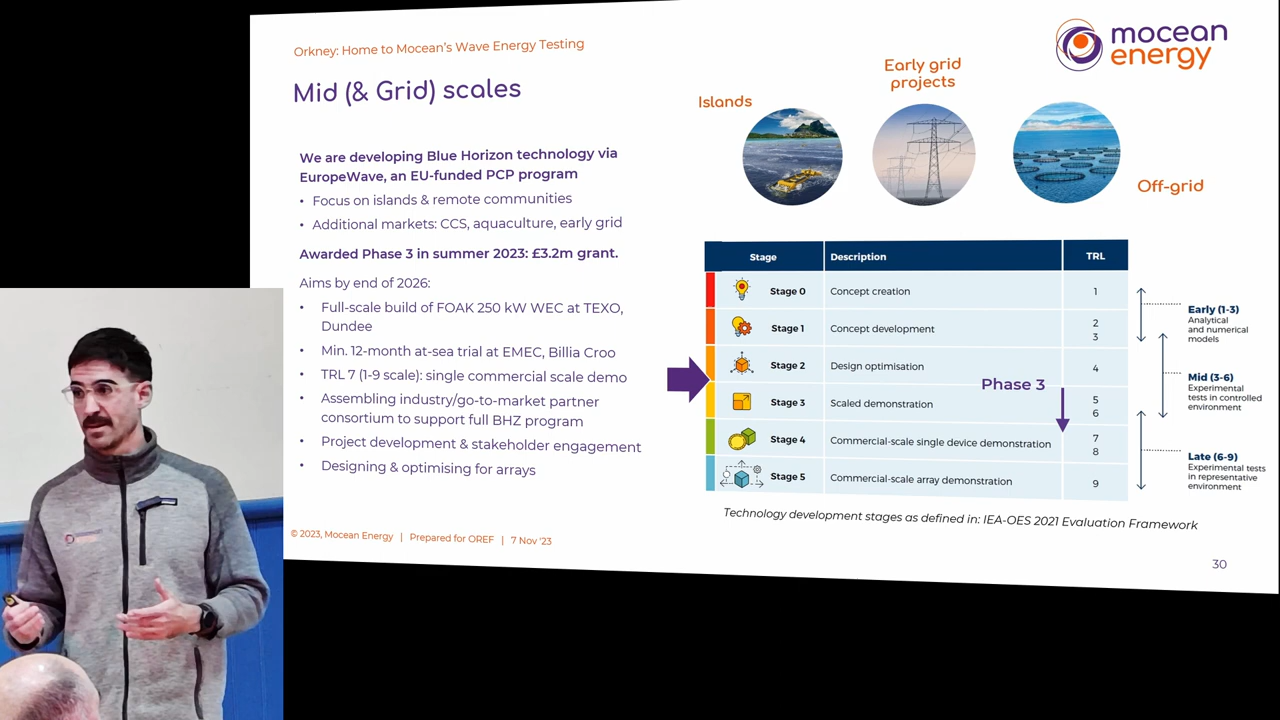 Orkney: Home to Mocean's Wave Energy Testing
mocean
energy
Mid (& Grid) scales
Islands
Early grid
projects
Off-grid
We are developing Blue Horizon technology via
EuropeWave, an EU-funded PCP program
• Focus on islands & remote communities
• Additional markets: CCS, aquaculture, early grid
Awarded Phase 3 in summer 2023: £3.2m grant.
Aims by end of 2026:
• Full-scale build of FOAK 250 kW WEC at TEXO,
Dundee
• Min. 12-month at-sea trial at EMEC, Billia Croo
• TRL 7 (1-9 scale): single commercial scale demo
• Assembling industry/go-to-market partner
consortium to support full BHZ program
• Project development & stakeholder engagement
• Designing & optimising for arrays
Stage Description TRL
Stage 0 Concept creation 1
Stage 1 Concept development 2
3
Stage 2 Design optimisation 4
Phase 3
Stage 3 Scaled demonstration 5
6
Stage 4 Commercial-scale single device demonstration 7
8
Stage 5 Commercial-scale array demonstration 9
Early (1-3)
Analytical
and numerical
models
Mid (3-6)
Experimental
tests in controlled
environment
Late (6-9)
Experimental tests
in representative
environment
Technology development stages as defined in: IEA-OES 2021 Evaluation Framework
© 2023, Mocean Energy | Prepared for OREF | 7 Nov '23
30